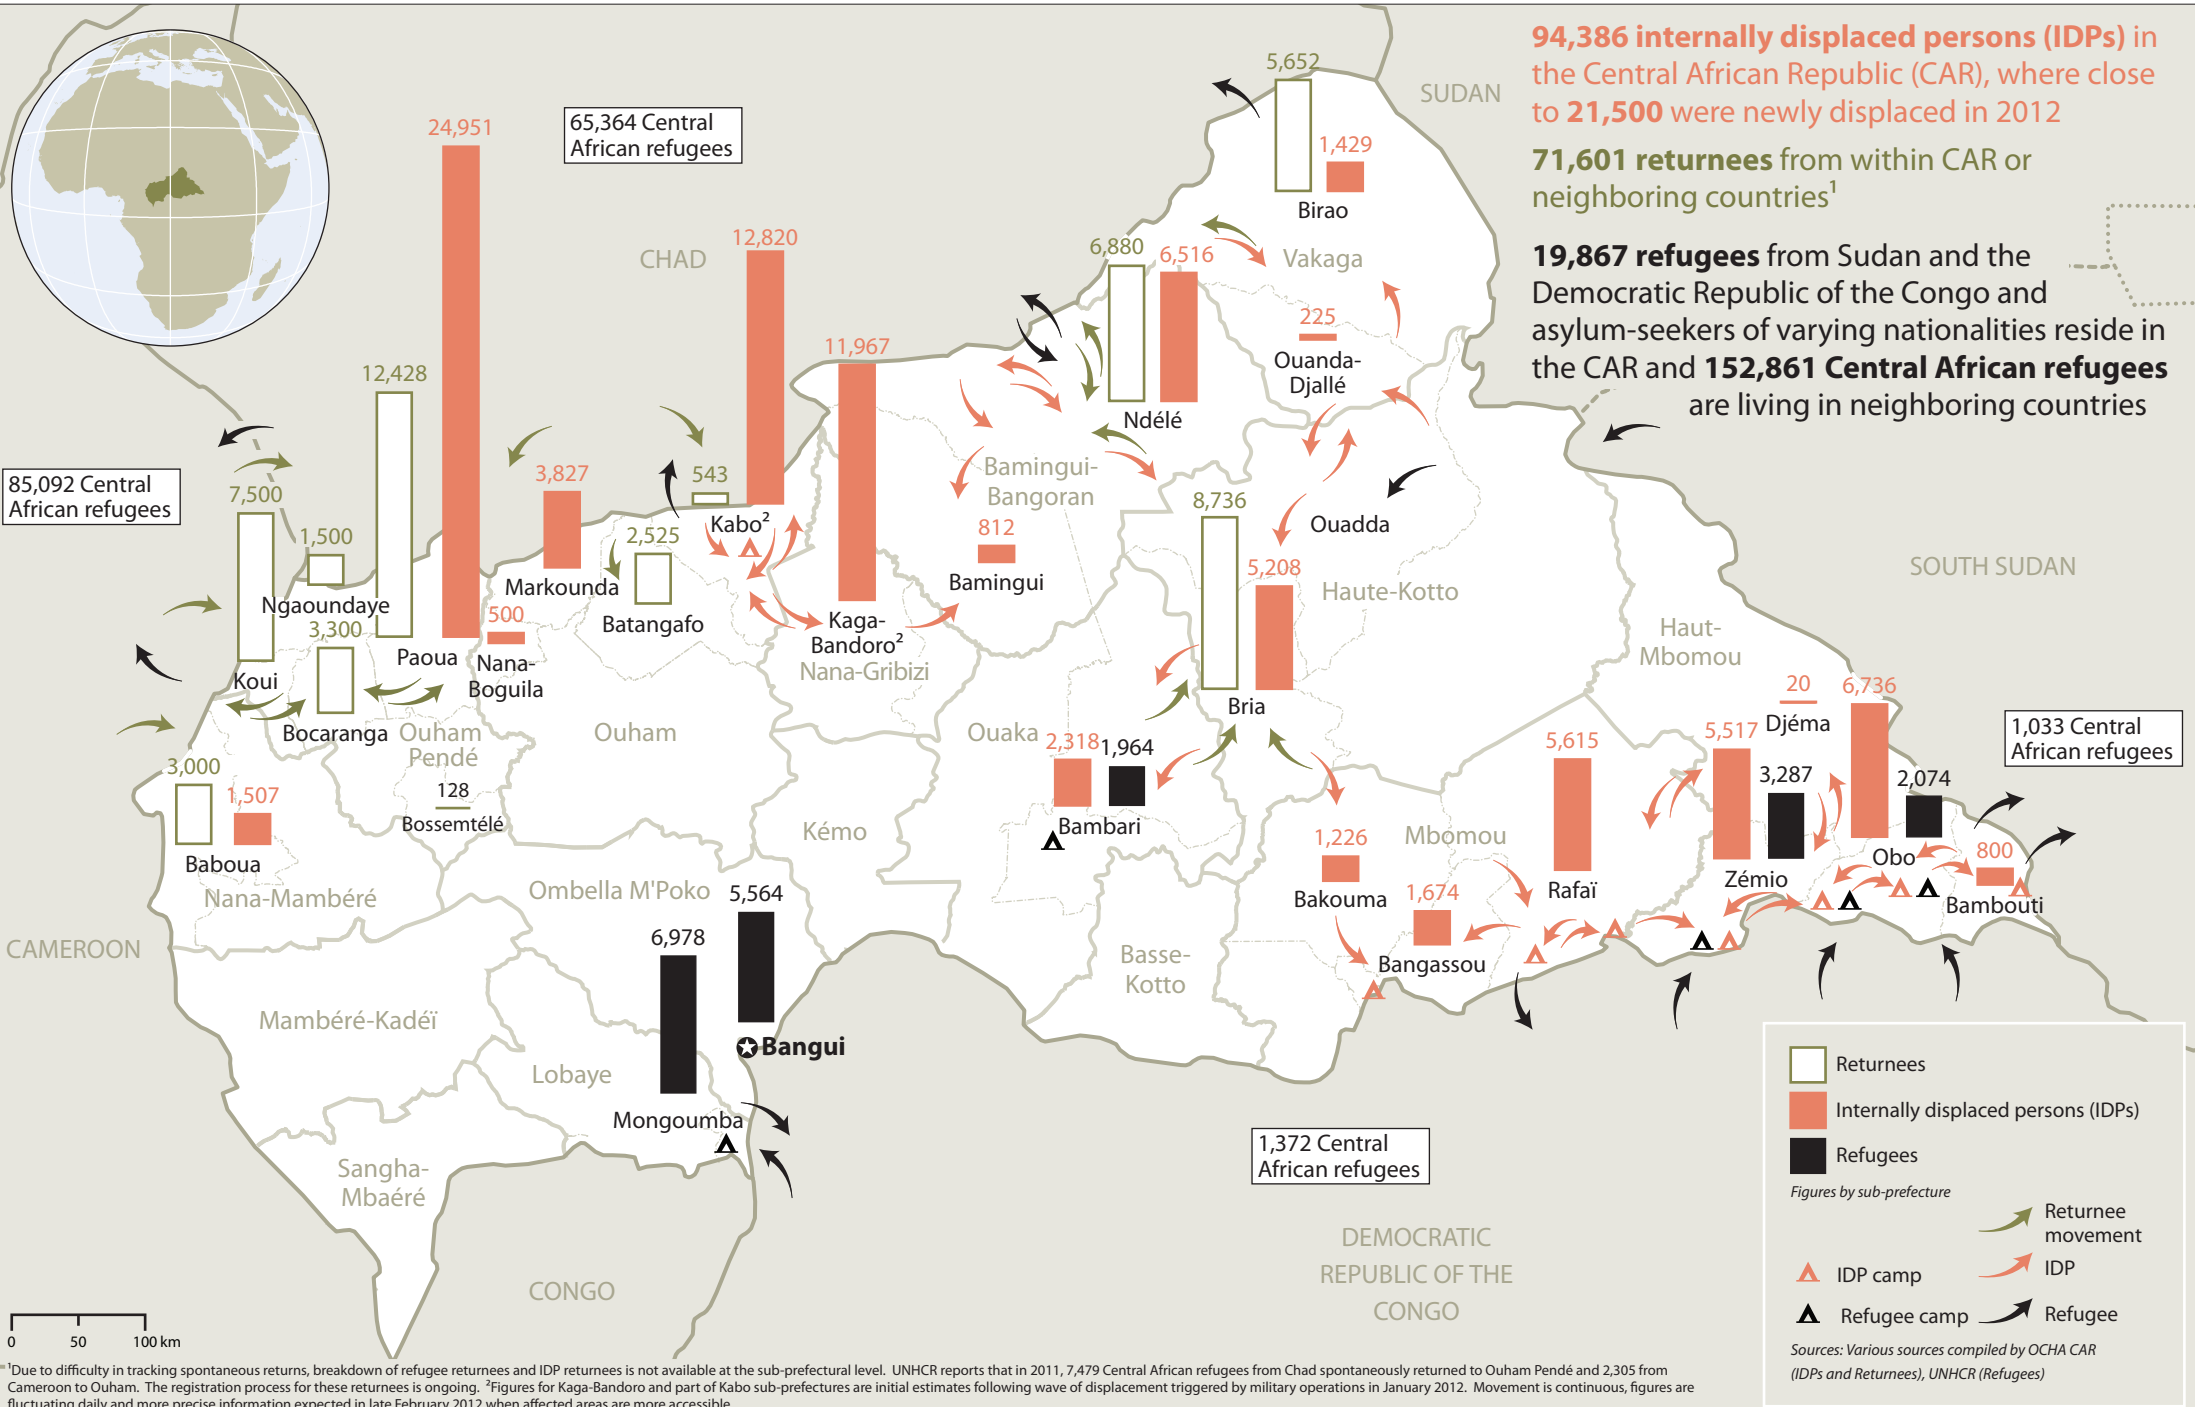 94,386 internally displaced persons (IDPs) in
the Central African Republic (CAR), where close
to 21,500 were newly displaced in 2012
71,601 returnees from within CAR or
neighboring countries¹
19,867 refugees from Sudan and the
Democratic Republic of the Congo and
asylum-seekers of varying nationalities reside in
the CAR and 152,861 Central African refugees
are living in neighboring countries
SUDAN
5,652
1,429
Birao
Vakaga
65,364 Central
African refugees
CHAD
24,951
12,820
11,967
12,428
6,880
6,516
Ndélé
225
Ouanda-
Djallé
85,092 Central
African refugees
7,500
1,500
3,827
543
Kabo²
2,525
Markounda
Batangafo
Ngaoundaye
3,300
Koui
Bocaranga
Paoua
500
Nana-
Boguila
Kaga-
Bandoro²
Nana-Gribizi
Bamingui-
Bangoran
812
Bamingui
8,736
5,208
Bria
Ouadda
Haute-Kotto
SOUTH SUDAN
Haut-
Mbomou
Ouham
Pendé
Ouham
128
Bossemtélé
3,000
1,507
Baboua
Nana-Mambéré
Kémo
Ouaka
2,318
1,964
Bambari
20
Djéma
6,736
5,517
3,287
Zémio
2,074
Obo
800
Bambouti
1,033 Central
African refugees
5,615
Rafaï
Mbomou
1,226
Bakouma
1,674
Bangassou
Basse-
Kotto
Ombella M'Poko
5,564
6,978
Bangui
Mongoumba
Lobaye
CAMEROON
Mambéré-Kadéï
Sangha-
Mbaéré
CONGO
1,372 Central
African refugees
DEMOCRATIC
REPUBLIC OF THE
CONGO
Returnees
Internally displaced persons (IDPs)
Refugees
Figures by sub-prefecture
Returnee
movement
IDP camp
IDP
Refugee camp
Refugee
Sources: Various sources compiled by OCHA CAR
(IDPs and Returnees), UNHCR (Refugees)
0 50 100 km
¹Due to difficulty in tracking spontaneous returns, breakdown of refugee returnees and IDP returnees is not available at the sub-prefectural level. UNHCR reports that in 2011, 7,479 Central African refugees from Chad spontaneously returned to Ouham Pendé and 2,305 from
Cameroon to Ouham. The registration process for these returnees is ongoing. ²Figures for Kaga-Bandoro and part of Kabo sub-prefectures are initial estimates following wave of displacement triggered by military operations in January 2012. Movement is continuous, figures are
fluctuating daily and more precise information expected in late February 2012 when affected areas are more accessible.